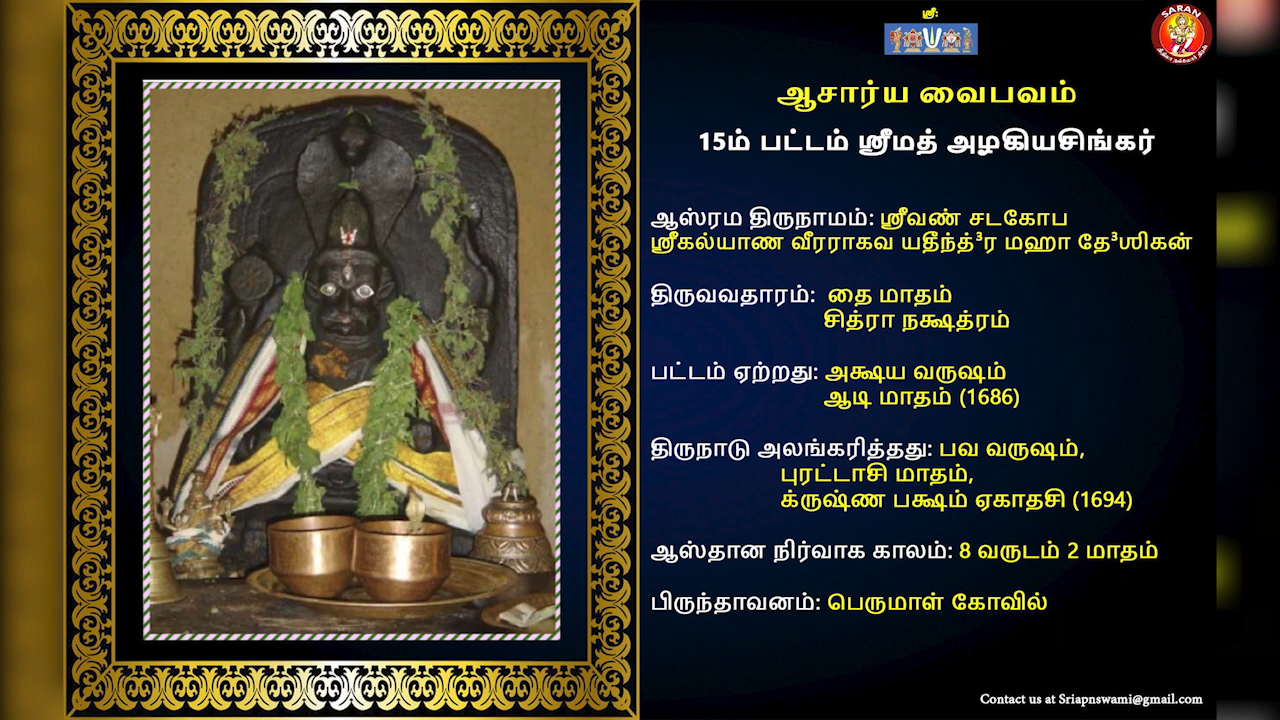 ஸ்ரீ:
SARAN
ஆசார்ய வைபவம்
15ம் பட்டம் ஸ்ரீமத் அழகியசிங்கர்
ஆஸ்ரம திருநாமம்: ஸ்ரீவண் சடகோப
ஸ்ரீகல்யாண வீரராகவ யதீந்த்³ர மஹா தே³ஶிகன்
திருவவதாரம்: தை மாதம்
சித்ரா நக்ஷத்ரம்
பட்டம் ஏற்றது: அக்ஷய வருஷம்
ஆடி மாதம் (1686)
திருநாடு அலங்கரித்தது: பவ வருஷம்,
புரட்டாசி மாதம்,
க்ருஷ்ண பக்ஷம் ஏகாதசி (1694)
ஆஸ்தான நிர்வாக காலம்: 8 வருடம் 2 மாதம்
பிருந்தாவனம்: பெருமாள் கோவில்
Contact us at Sriapnswami@gmail.com